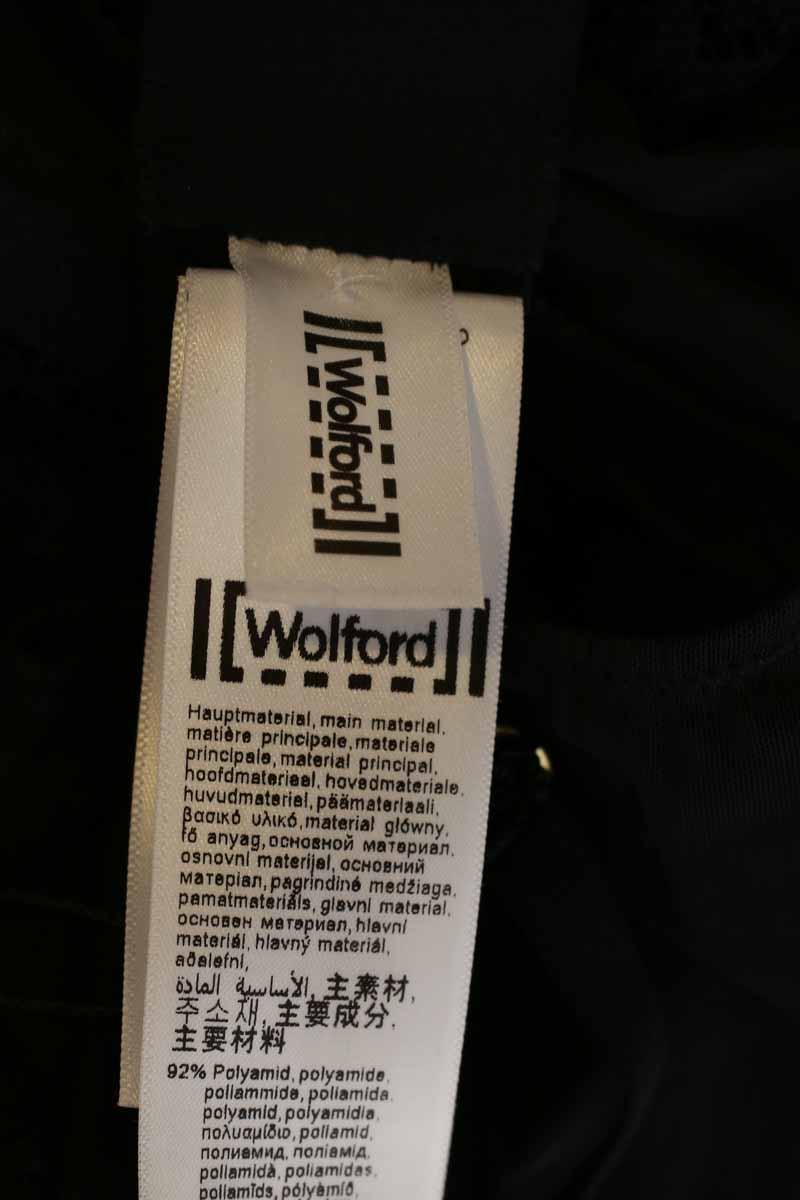 Wolford
Wolford
Hauptmaterial, main material,
matière principale, materiale
principale, material principal,
hoofdmateriaal, hovedmateriale,
huvudmaterial, päämateriaali,
βασικό υλικό, material główny,
fő anyag, основной материал,
osnovni materijal, основний
матеріал, pagrindinė medžiaga,
pamatmateriāls, glavni material,
основен материал, hlavní
materiál, hlavný materiál,
aðalefni,
المادة الأساسية, 主素材,
주소재, 主要成分,
主要材料
92% Polyamid, polyamide,
poliammide, poliamida,
polyamid, polyamidia,
πολυαμίδιο, poliamid,
полиамид, поліамід,
poliamidà, poliamidas,
poliamīds, pólýamíð,